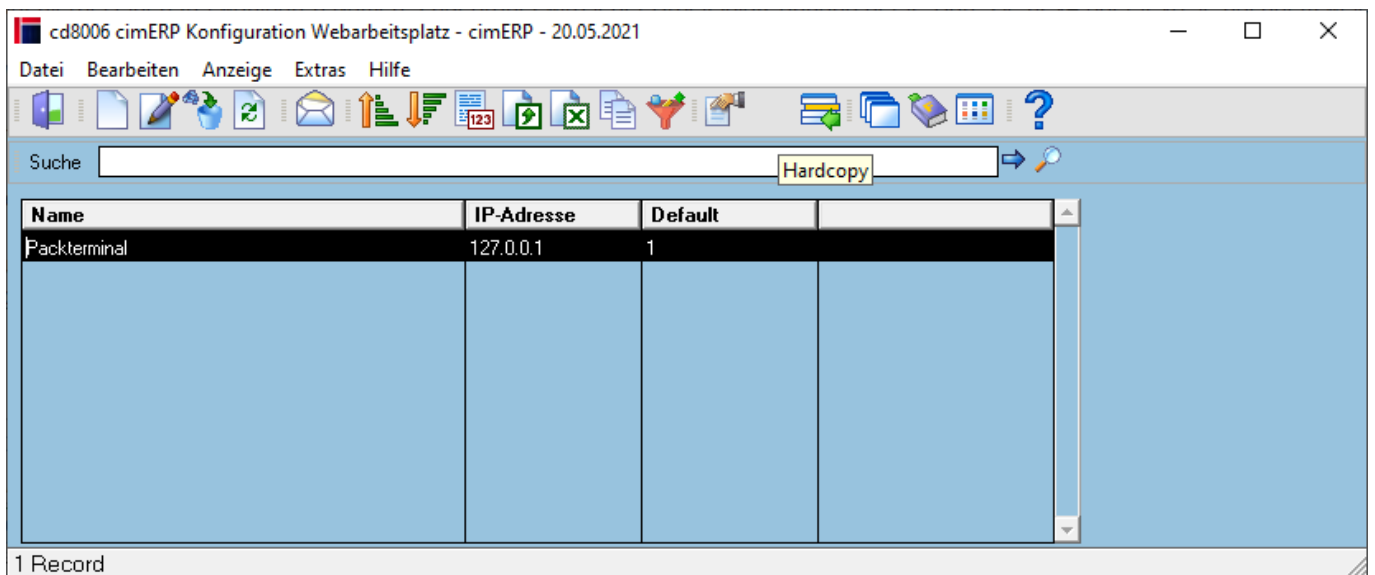 cd8006 cimERP Konfiguration Webarbeitsplatz - cimERP - 20.05.2021
Datei Bearbeiten Anzeige Extras Hilfe
123
Suche
Hardcopy
Name IP-Adresse Default
Packterminal 127.0.0.1 1
1 Record